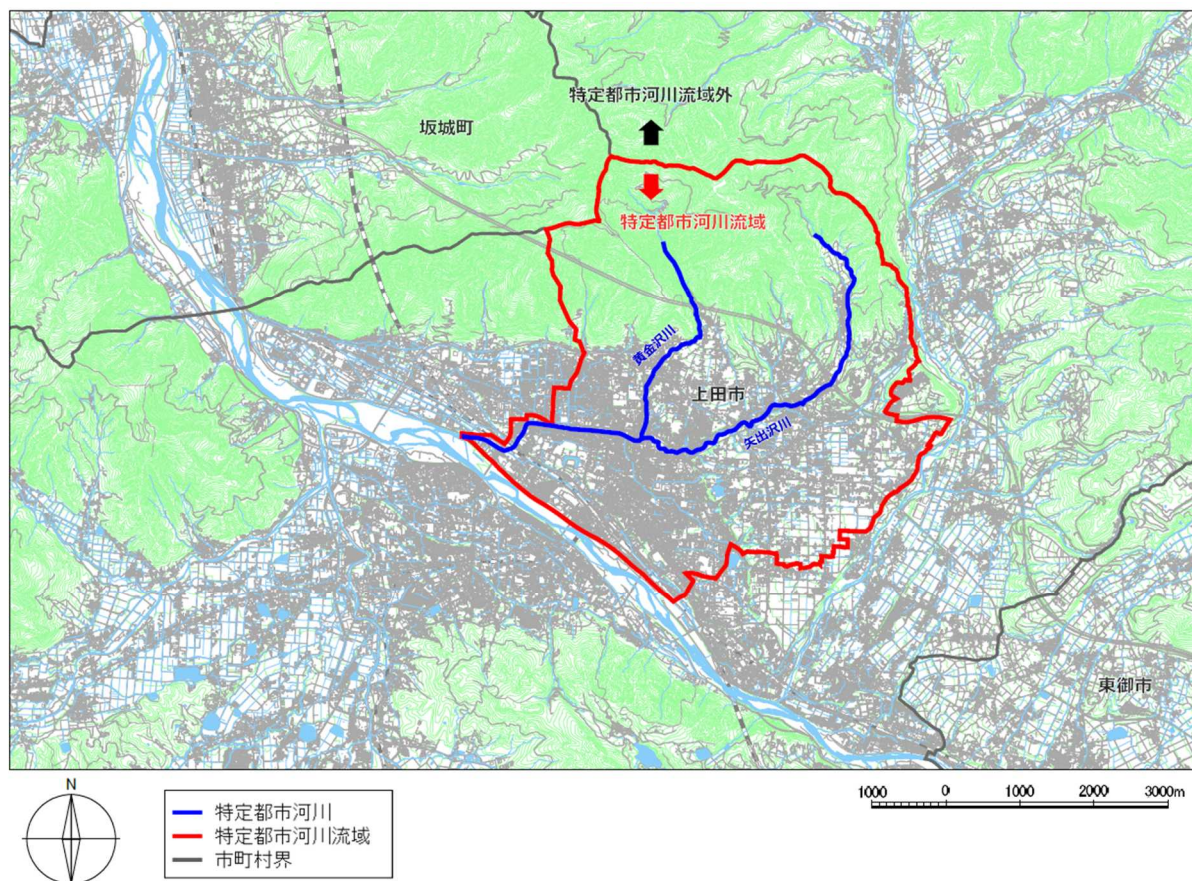 特定都市河川流域外
坂城町
特定都市河川流域
黄金沢川
上田市
矢出沢川
東御市
N
特定都市河川
特定都市河川流域
市町村界
1000 0 1000 2000 3000m